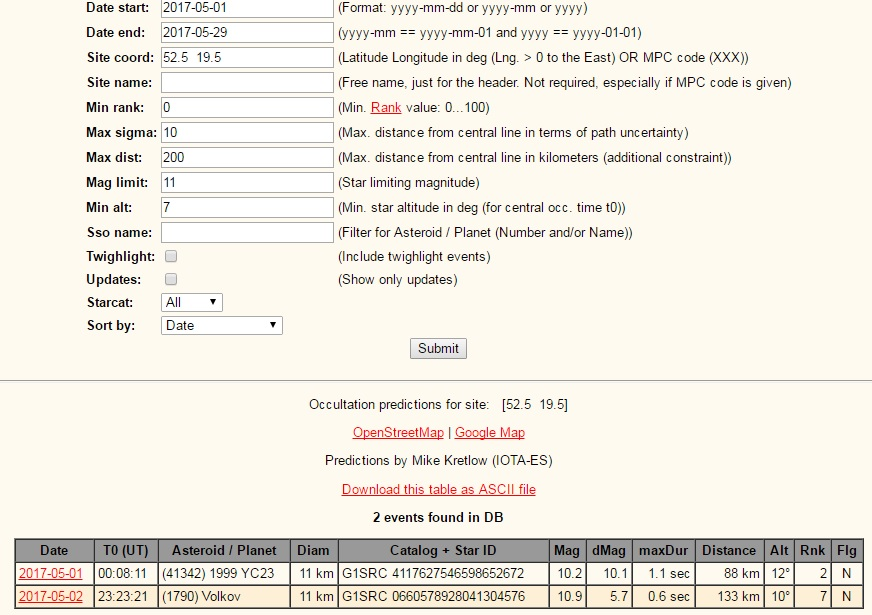 Date start: 2017-05-01 (Format: yyyy-mm-dd or yyyy-mm or yyyy)
Date end: 2017-05-29 (yyyy-mm == yyyy-mm-01 and yyyy == yyyy-01-01)
Site coord: 52.5 19.5 (Latitude Longitude in deg (Lng. > 0 to the East) OR MPC code (XXX))
Site name: (Free name, just for the header. Not required, especially if MPC code is given)
Min rank: 0 (Min. Rank value: 0...100)
Max sigma: 10 (Max. distance from central line in terms of path uncertainty)
Max dist: 200 (Max. distance from central line in kilometers (additional constraint))
Mag limit: 11 (Star limiting magnitude)
Min alt: 7 (Min. star altitude in deg (for central occ. time t0))
Sso name: (Filter for Asteroid / Planet (Number and/or Name))
Twighlight: (Include twighlight events)
Updates: (Show only updates)
Starcat: All
Sort by: Date
Submit
Occultation predictions for site: [52.5 19.5]
OpenStreetMap | Google Map
Predictions by Mike Kretlow (IOTA-ES)
Download this table as ASCII file
2 events found in DB
Date T0 (UT) Asteroid / Planet Diam Catalog + Star ID Mag dMag maxDur Distance Alt Rnk Flg
2017-05-01 00:08:11 (41342) 1999 YC23 11 km G1SRC 4117627546598652672 10.2 10.1 1.1 sec 88 km 12° 2 N
2017-05-02 23:23:21 (1790) Volkov 11 km G1SRC 0660578928041304576 10.9 5.7 0.6 sec 133 km 10° 7 N